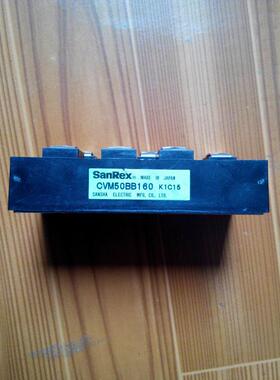 SanRex ® MADE IN JAPAN
CVM50BB160 K1C15
SANSHA ELECTRIC MFG. CO., LTD.